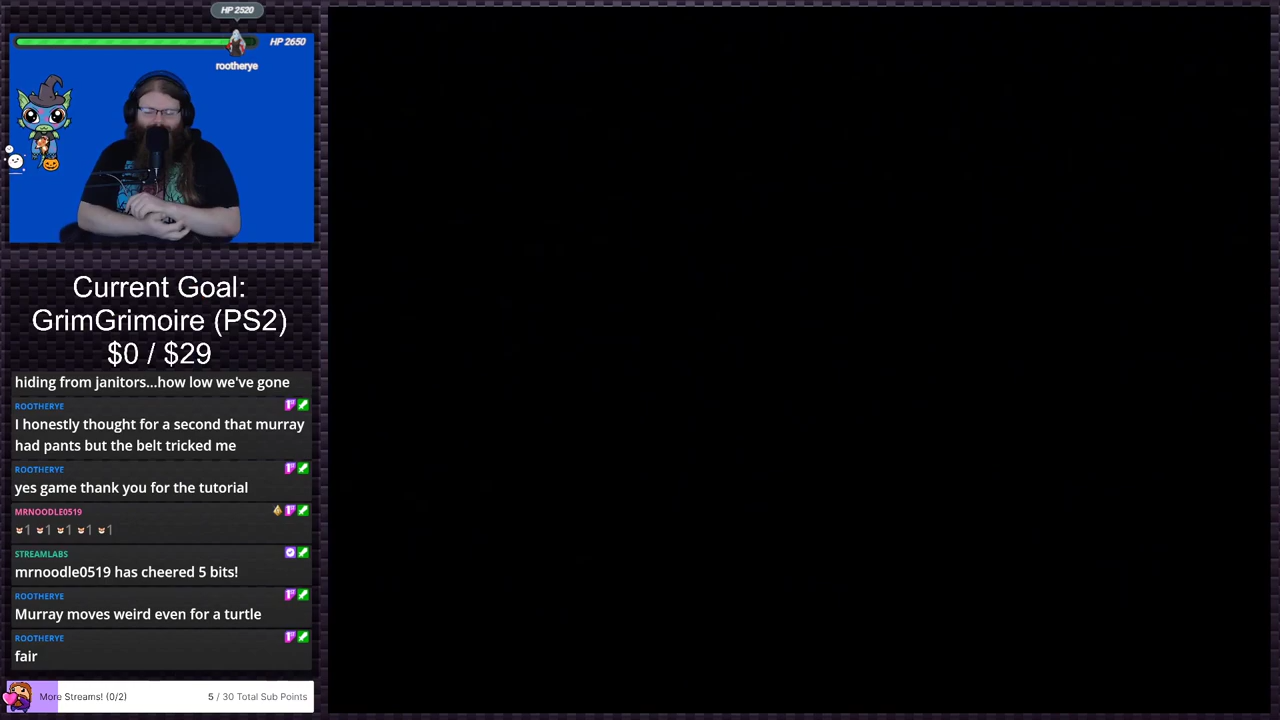 HP 2520
HP 2650
rootherye
Current Goal:
GrimGrimoire (PS2)
$0 / $29
hiding from janitors...how low we've gone
ROOTHERYE
I honestly thought for a second that murray
had pants but the belt tricked me
ROOTHERYE
yes game thank you for the tutorial
MRNOODLE0519
1 1 1 1 1
STREAMLABS
mrnoodle0519 has cheered 5 bits!
ROOTHERYE
Murray moves weird even for a turtle
ROOTHERYE
fair
More Streams! (0/2) 5 / 30 Total Sub Points